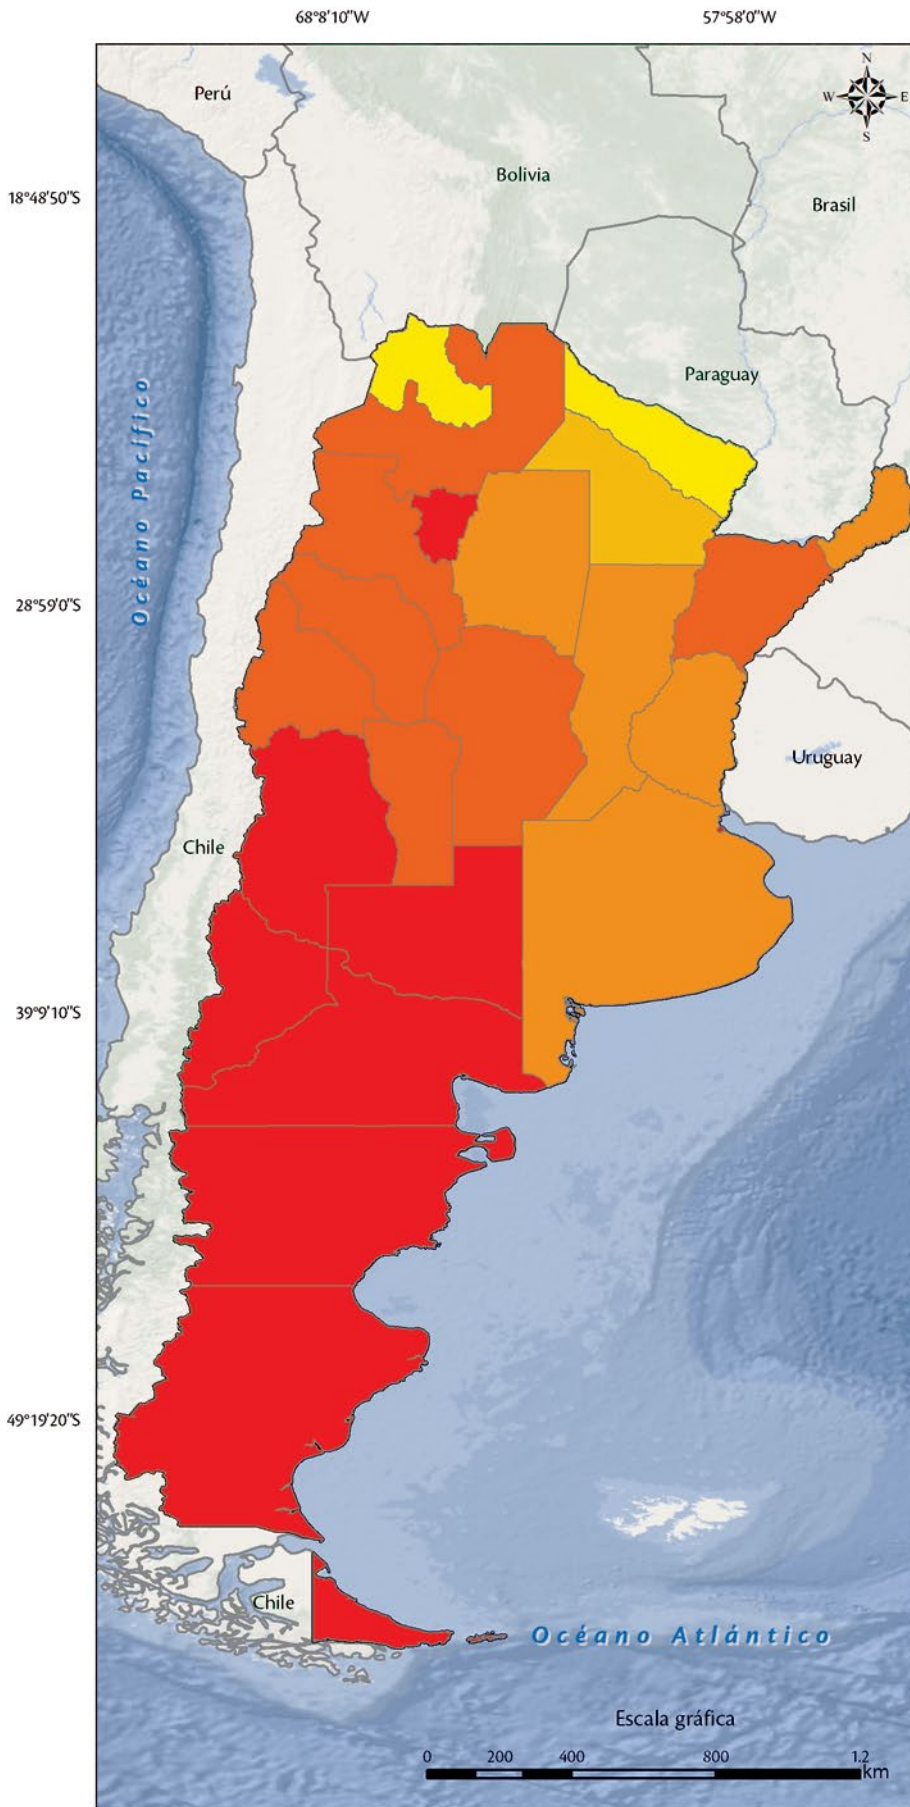 68°8'10"W 57°58'0"W
N
W E
S
Perú
Bolivia
18°48'50"S
Brasil
Paraguay
Océano Pacífico
28°59'0"S
Uruguay
Chile
39°9'10"S
49°19'20"S
Chile
Océano Atlántico
Escala gráfica
0 200 400 800 1.2
km